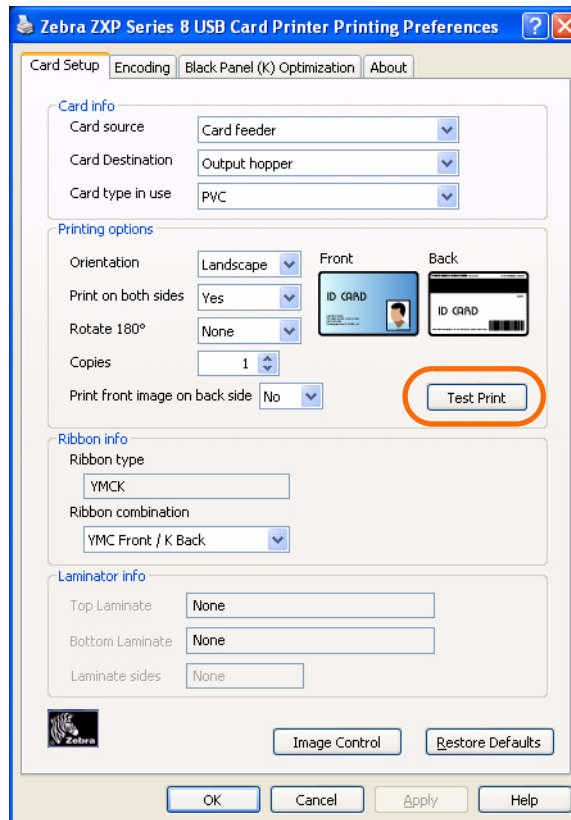 Zebra ZXP Series 8 USB Card Printer Printing Preferences
Card Setup Encoding Black Panel (K) Optimization About
Card info
Card source Card feeder
Card Destination Output hopper
Card type in use PVC
Printing options
Orientation Landscape Front Back
Print on both sides Yes
ID CARD
ID CARD
Rotate 180° None
Copies 1
Print front image on back side No Test Print
Ribbon info
Ribbon type
YMCK
Ribbon combination
YMC Front / K Back
Laminator info
Top Laminate None
Bottom Laminate None
Laminate sides None
Zebra
Image Control Restore Defaults
OK Cancel Apply Help